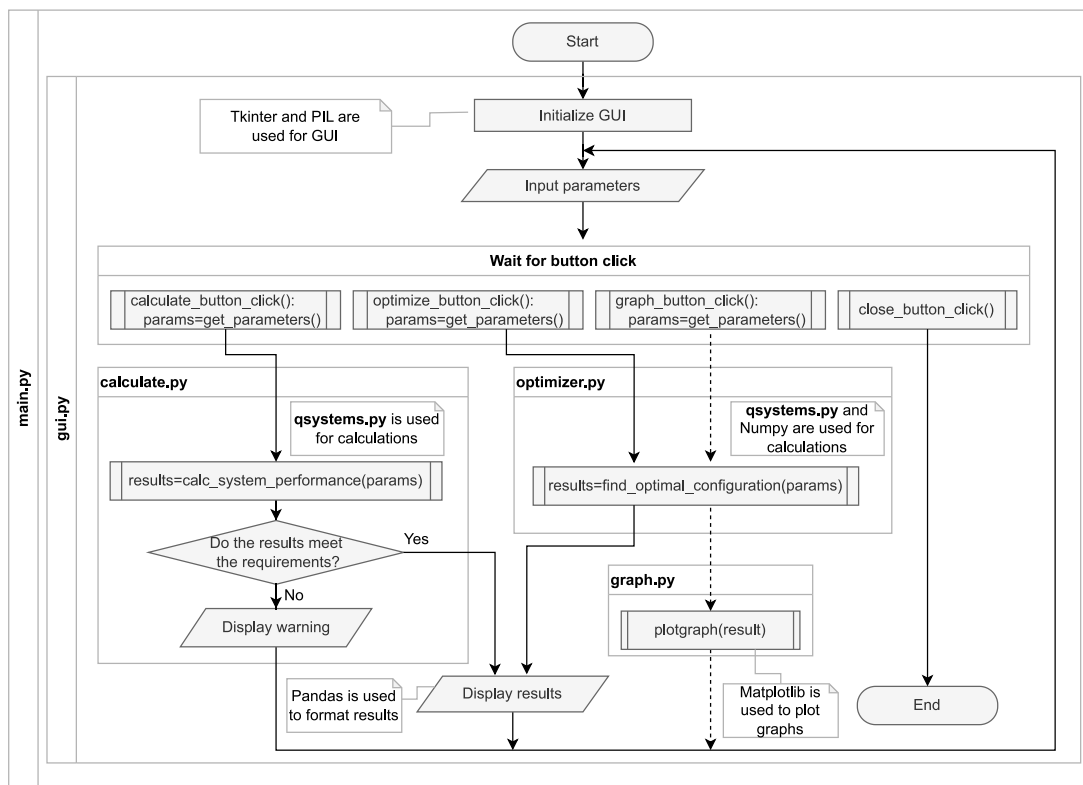 main.py
Start
gui.py
Tkinter and PIL are
used for GUI
Initialize GUI
Input parameters
Wait for button click
calculate_button_click():
params=get_parameters()
optimize_button_click():
params=get_parameters()
graph_button_click():
params=get_parameters()
close_button_click()
calculate.py
qsystems.py is used
for calculations
results=calc_system_performance(params)
Do the results meet
the requirements?
Yes
No
Display warning
optimizer.py
qsystems.py and
Numpy are used for
calculations
results=find_optimal_configuration(params)
graph.py
plotgraph(result)
Pandas is used
to format results
Display results
Matplotlib is
used to plot
graphs
End